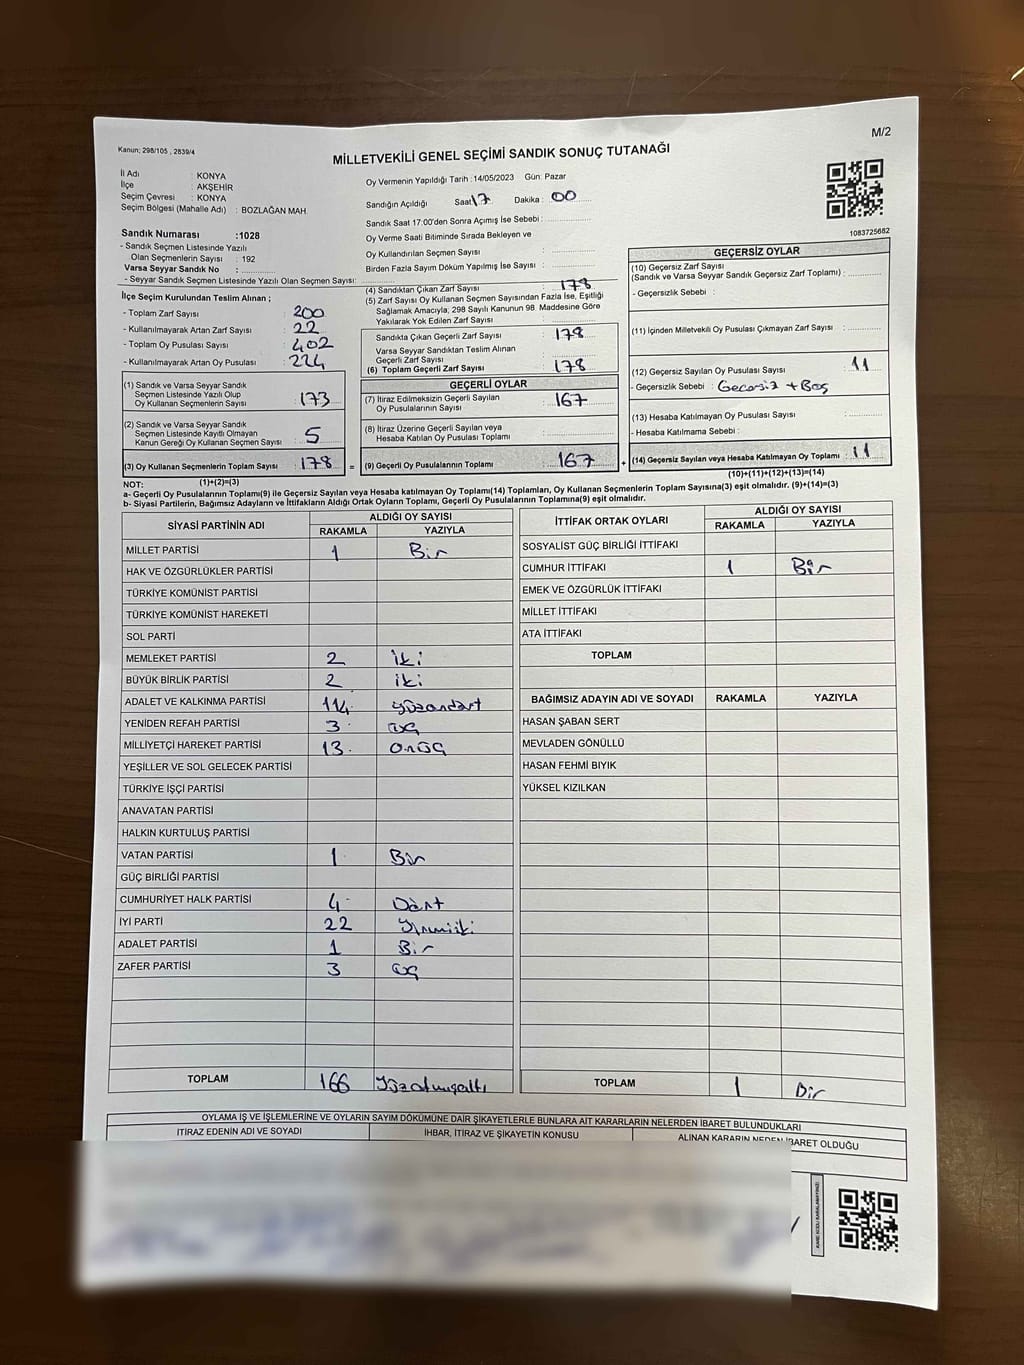 M/2
Kanun; 298/105 , 2839/4
MİLLETVEKİLİ GENEL SEÇİMİ SANDIK SONUÇ TUTANAĞI
İl Adı : KONYA
İlçe : AKŞEHİR
Seçim Çevresi : KONYA
Seçim Bölgesi (Mahalle Adı) : BOZLAĞAN MAH.
Sandık Numarası :1028
- Sandık Seçmen Listesinde Yazılı
Olan Seçmenlerin Sayısı : 192
Varsa Seyyar Sandık No :
- Seyyar Sandık Seçmen Listesinde Yazılı Olan Seçmen Sayısı:
Oy Vermenin Yapıldığı Tarih :14/05/2023 Gün: Pazar
Sandığın Açıldığı Saat: 17 Dakika : 00
Sandık Saat 17:00'den Sonra Açımış İse Sebebi :
Oy Verme Saati Bitiminde Sırada Bekleyen ve
Oy Kullandırılan Seçmen Sayısı :
Birden Fazla Sayım Döküm Yapılmış İse Sayısı :
1083725682
İlçe Seçim Kurulundan Teslim Alınan ;
- Toplam Zarf Sayısı : 200
- Kullanılmayarak Artan Zarf Sayısı : 22
- Toplam Oy Pusulası Sayısı : 402
- Kullanılmayarak Artan Oy Pusulası : 224
(1) Sandık ve Varsa Seyyar Sandık
Seçmen Listesinde Yazılı Olup
Oy Kullanan Seçmenlerin Sayısı : 173
(2) Sandık ve Varsa Seyyar Sandık
Seçmen Listesinde Kayıtlı Olmayan
Kanun Gereği Oy Kullanan Seçmen Sayısı : 5
(3) Oy Kullanan Seçmenlerin Toplam Sayısı : 178 =
(1)+(2)=(3)
(4) Sandıktan Çıkan Zarf Sayısı : 178
(5) Zarf Sayısı Oy Kullanan Seçmen Sayısından Fazla İse, Eşitliği
Sağlamak Amacıyla; 298 Sayılı Kanunun 98. Maddesine Göre
Yakılarak Yok Edilen Zarf Sayısı :
Sandıkta Çıkan Geçerli Zarf Sayısı : 178
Varsa Seyyar Sandıktan Teslim Alınan
Geçerli Zarf Sayısı :
(6) Toplam Geçerli Zarf Sayısı : 178
GEÇERLİ OYLAR
(7) İtiraz Edilmeksizin Geçerli Sayılan
Oy Pusulalarının Sayısı : 167
(8) İtiraz Üzerine Geçerli Sayılan veya
Hesaba Katılan Oy Pusulası Toplamı :
(9) Geçerli Oy Pusulalarının Toplamı : 167 +
GEÇERSİZ OYLAR
(10) Geçersiz Zarf Sayısı
(Sandık ve Varsa Seyyar Sandık Geçersiz Zarf Toplamı) :
- Geçersizlik Sebebi :
(11) İçinden Milletvekili Oy Pusulası Çıkmayan Zarf Sayısı :
(12) Geçersiz Sayılan Oy Pusulası Sayısı : 11
- Geçersizlik Sebebi : Gecersiz + Boş
(13) Hesaba Katılmayan Oy Pusulası Sayısı :
- Hesaba Katılmama Sebebi :
(14) Geçersiz Sayılan veya Hesaba Katılmayan Oy Toplamı : 11
(10)+(11)+(12)+(13)=(14)
NOT:
a- Geçerli Oy Pusulalarının Toplamı(9) ile Geçersiz Sayılan veya Hesaba katılmayan Oy Toplamı(14) Toplamları, Oy Kullanan Seçmenlerin Toplam Sayısına(3) eşit olmalıdır. (9)+(14)=(3)
b- Siyasi Partilerin, Bağımsız Adayların ve İttifakların Aldığı Ortak Oyların Toplamı, Geçerli Oy Pusulalarının Toplamına(9) eşit olmalıdır.
SİYASİ PARTİNİN ADI ALDIĞI OY SAYISI
RAKAMLA YAZIYLA
MİLLET PARTİSİ 1 Bir
HAK VE ÖZGÜRLÜKLER PARTİSİ
TÜRKİYE KOMÜNİST PARTİSİ
TÜRKİYE KOMÜNİST HAREKETİ
SOL PARTİ
MEMLEKET PARTİSİ 2 iki
BÜYÜK BİRLİK PARTİSİ 2 iki
ADALET VE KALKINMA PARTİSİ 114 yüzondört
YENİDEN REFAH PARTİSİ 3 üç
MİLLİYETÇİ HAREKET PARTİSİ 13 onüç
YEŞİLLER VE SOL GELECEK PARTİSİ
TÜRKİYE İŞÇİ PARTİSİ
ANAVATAN PARTİSİ
HALKIN KURTULUŞ PARTİSİ
VATAN PARTİSİ 1 Bir
GÜÇ BİRLİĞİ PARTİSİ
CUMHURİYET HALK PARTİSİ 4 Dört
İYİ PARTİ 22 Yirmiiki
ADALET PARTİSİ 1 Bir
ZAFER PARTİSİ 3 üç
TOPLAM 166 Yüzatmışaltı
İTTİFAK ORTAK OYLARI ALDIĞI OY SAYISI
RAKAMLA YAZIYLA
SOSYALİST GÜÇ BİRLİĞİ İTTİFAKI
CUMHUR İTTİFAKI 1 Bir
EMEK VE ÖZGÜRLÜK İTTİFAKI
MİLLET İTTİFAKI
ATA İTTİFAKI
TOPLAM
BAĞIMSIZ ADAYIN ADI VE SOYADI RAKAMLA YAZIYLA
HASAN ŞABAN SERT
MEVLADEN GÖNÜLLÜ
HASAN FEHMİ BIYIK
YÜKSEL KIZILKAN
TOPLAM 1 Bir
OYLAMA İŞ VE İŞLEMLERİNE VE OYLARIN SAYIM DÖKÜMÜNE DAİR ŞİKAYETLERLE BUNLARA AİT KARARLARIN NELERDEN İBARET BULUNDUKLARI
İTİRAZ EDENİN ADI VE SOYADI İHBAR, İTİRAZ VE ŞİKAYETİN KONUSU ALINAN KARARIN NEDEN İBARET OLDUĞU